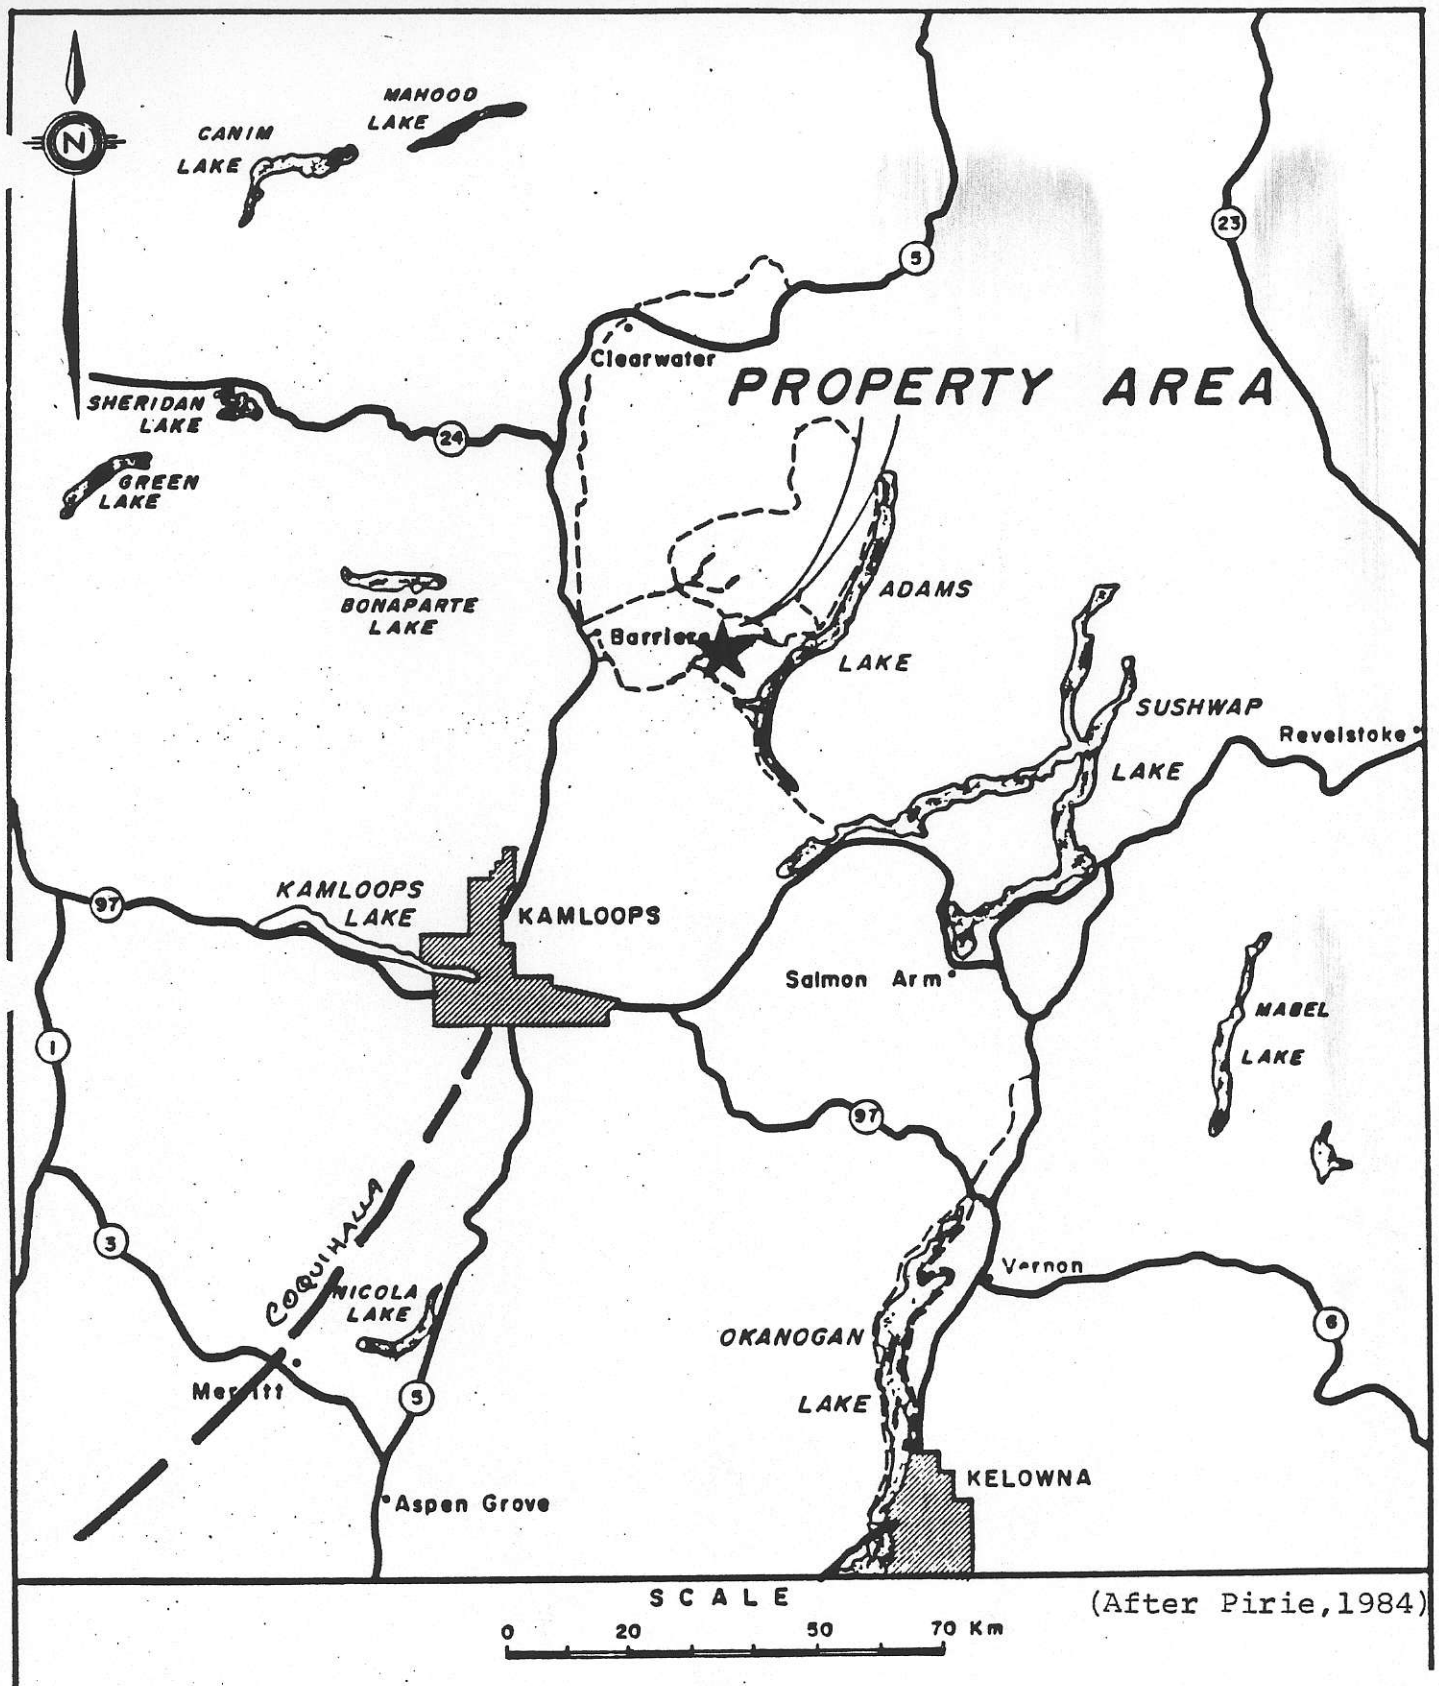 MAHOOD
LAKE
CANIM
LAKE
N
23
5
Clearwater
PROPERTY AREA
SHERIDAN
LAKE
24
GREEN
LAKE
ADAMS
LAKE
BONAPARTE
LAKE
Barriere
SUSHWAP
LAKE
Revelstoke
KAMLOOPS
LAKE
97
KAMLOOPS
Salmon Arm
MABEL
LAKE
1
97
3
COQUIHALLA
NICOLA
LAKE
Vernon
6
OKANOGAN
LAKE
Merritt
5
KELOWNA
Aspen Grove
SCALE
(After Pirie,1984)
0 20 50 70 Km